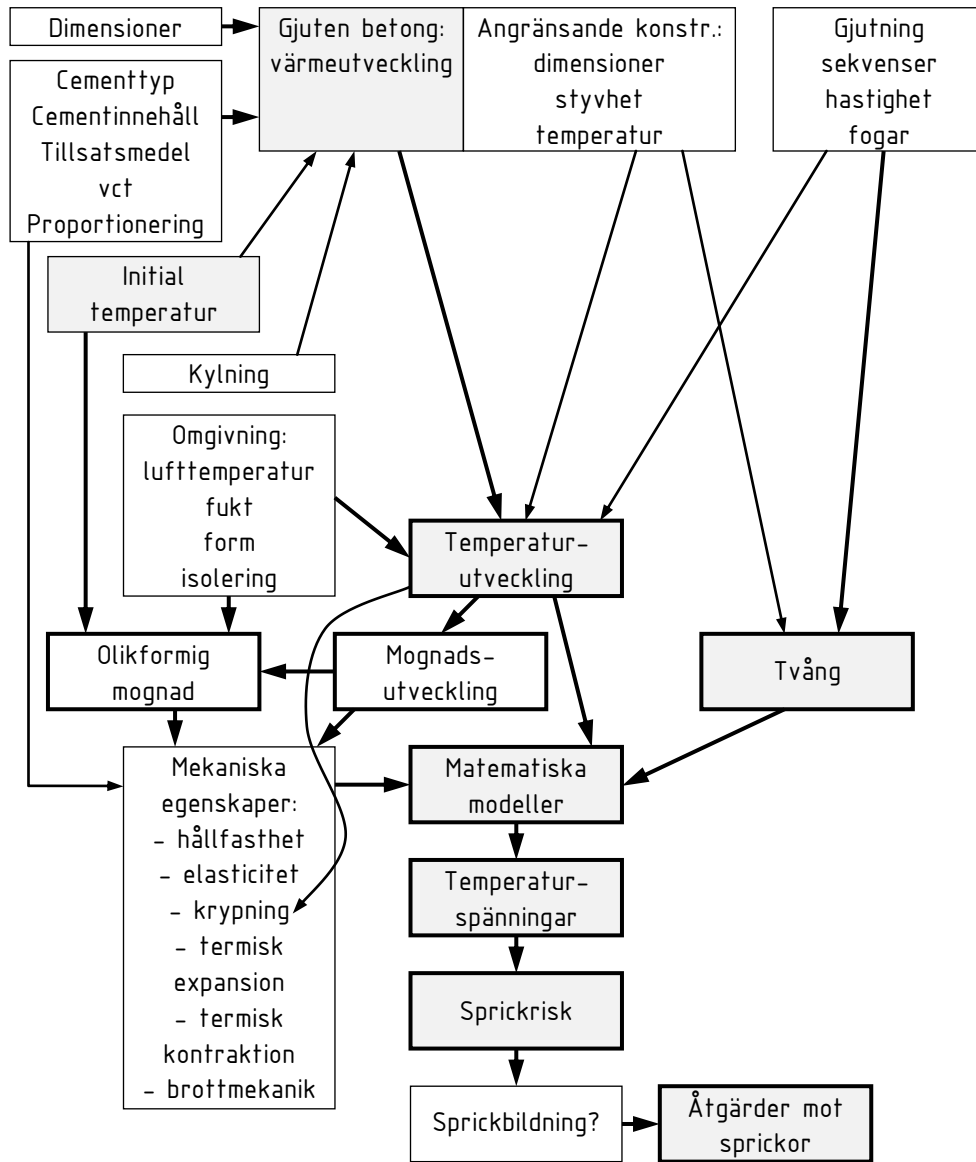 Dimensioner
Gjuten betong:
värmeutveckling
Angränsande konstr.:
dimensioner
styvhet
temperatur
Gjutning
sekvenser
hastighet
fogar
Cementtyp
Cementinnehåll
Tillsatsmedel
vct
Proportionering
Initial
temperatur
Kylning
Omgivning:
lufttemperatur
fukt
form
isolering
Temperatur-
utveckling
Olikformig
mognad
Mognads-
utveckling
Tvång
Mekaniska
egenskaper:
- hållfasthet
- elasticitet
- krypning
- termisk
expansion
- termisk
kontraktion
- brottmekanik
Matematiska
modeller
Temperatur-
spänningar
Sprickrisk
Sprickbildning?
Åtgärder mot
sprickor